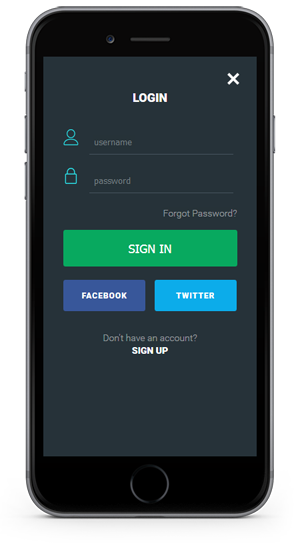 LOGIN
username
password
Forgot Password?
SIGN IN
FACEBOOK TWITTER
Don't have an account?
SIGN UP